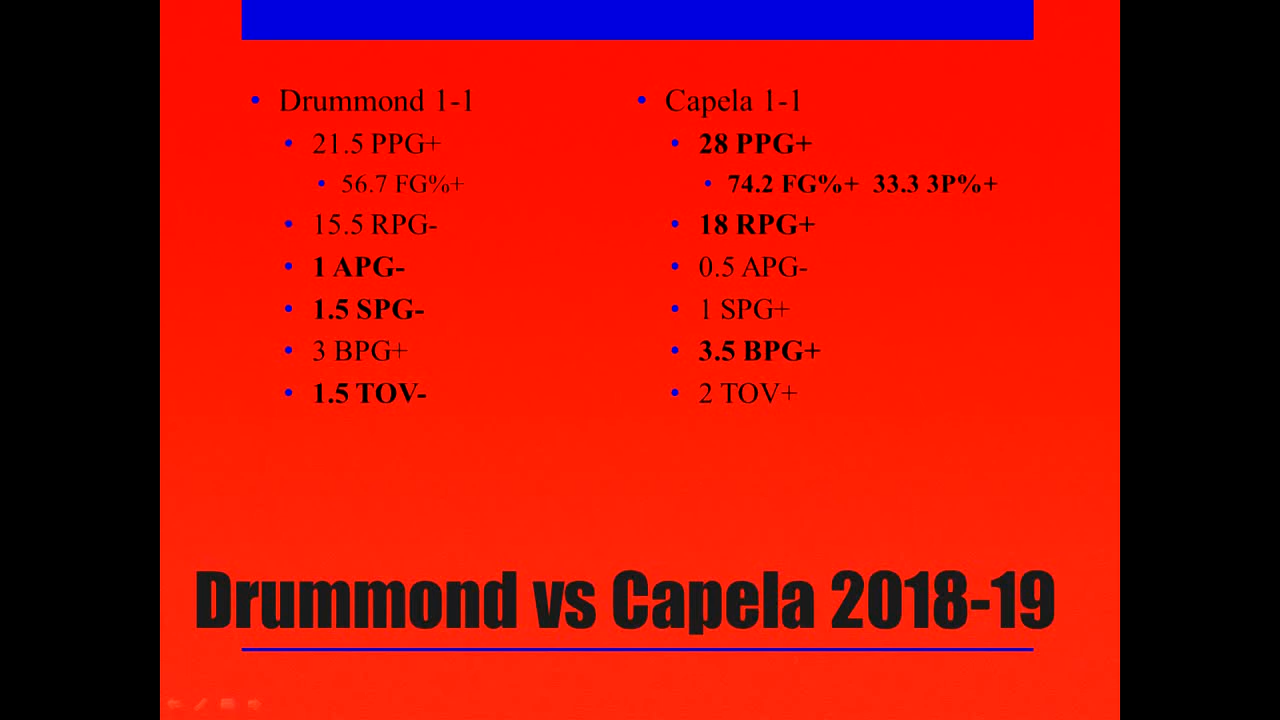 Drummond 1-1
21.5 PPG+
56.7 FG%+
15.5 RPG-
1 APG-
1.5 SPG-
3 BPG+
1.5 TOV-
Capela 1-1
28 PPG+
74.2 FG%+  33.3 3P%+
18 RPG+
0.5 APG-
1 SPG+
3.5 BPG+
2 TOV+
Drummond vs Capela 2018-19